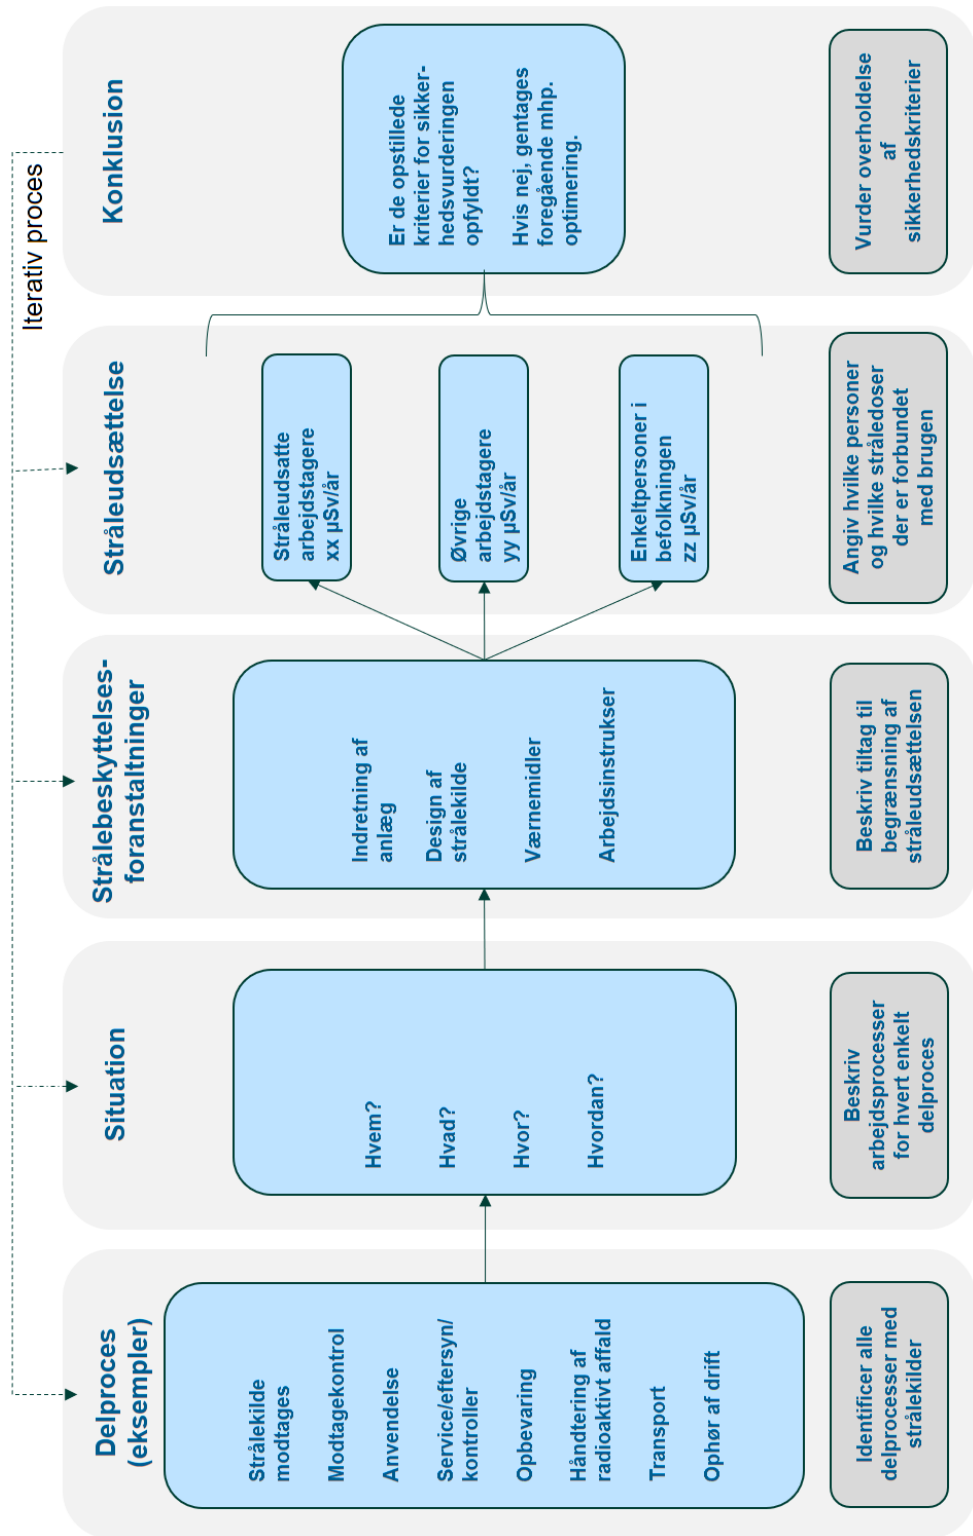 Iterativ proces
Delproces
(eksempler)
Strålekilde
modtages
Modtagekontrol
Anvendelse
Service/eftersyn/
kontroller
Opbevaring
Håndtering af
radioaktivt affald
Transport
Ophør af drift
Identificer alle
delprocesser med
strålekilder
Situation
Hvem?
Hvad?
Hvor?
Hvordan?
Beskriv
arbejdsprocesser
for hvert enkelt
delproces
Strålebeskyttelses-
foranstaltninger
Indretning af
anlæg
Design af
strålekilde
Værnemidler
Arbejdsinstrukser
Beskriv tiltag til
begrænsning af
stråleudsættelsen
Stråleudsættelse
Stråleudsatte
arbejdstagere
xx µSv/år
Øvrige
arbejdstagere
yy µSv/år
Enkeltpersoner i
befolkningen
zz µSv/år
Angiv hvilke personer
og hvilke stråledoser
der er forbundet
med brugen
Konklusion
Er de opstillede
kriterier for sikker-
hedsvurderingen
opfyldt?
Hvis nej, gentages
foregående mhp.
optimering.
Vurder overholdelse
af
sikkerhedskriterier